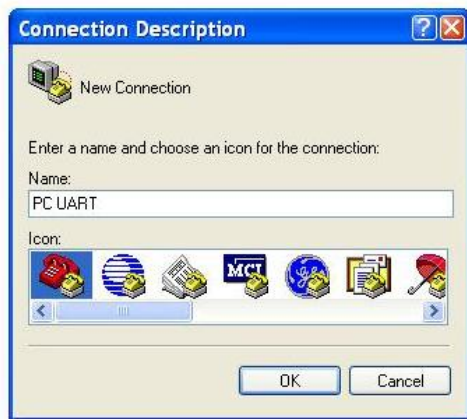 Connection Description
New Connection
Enter a name and choose an icon for the connection:
Name:
PC UART
Icon:
MCI
OK
Cancel